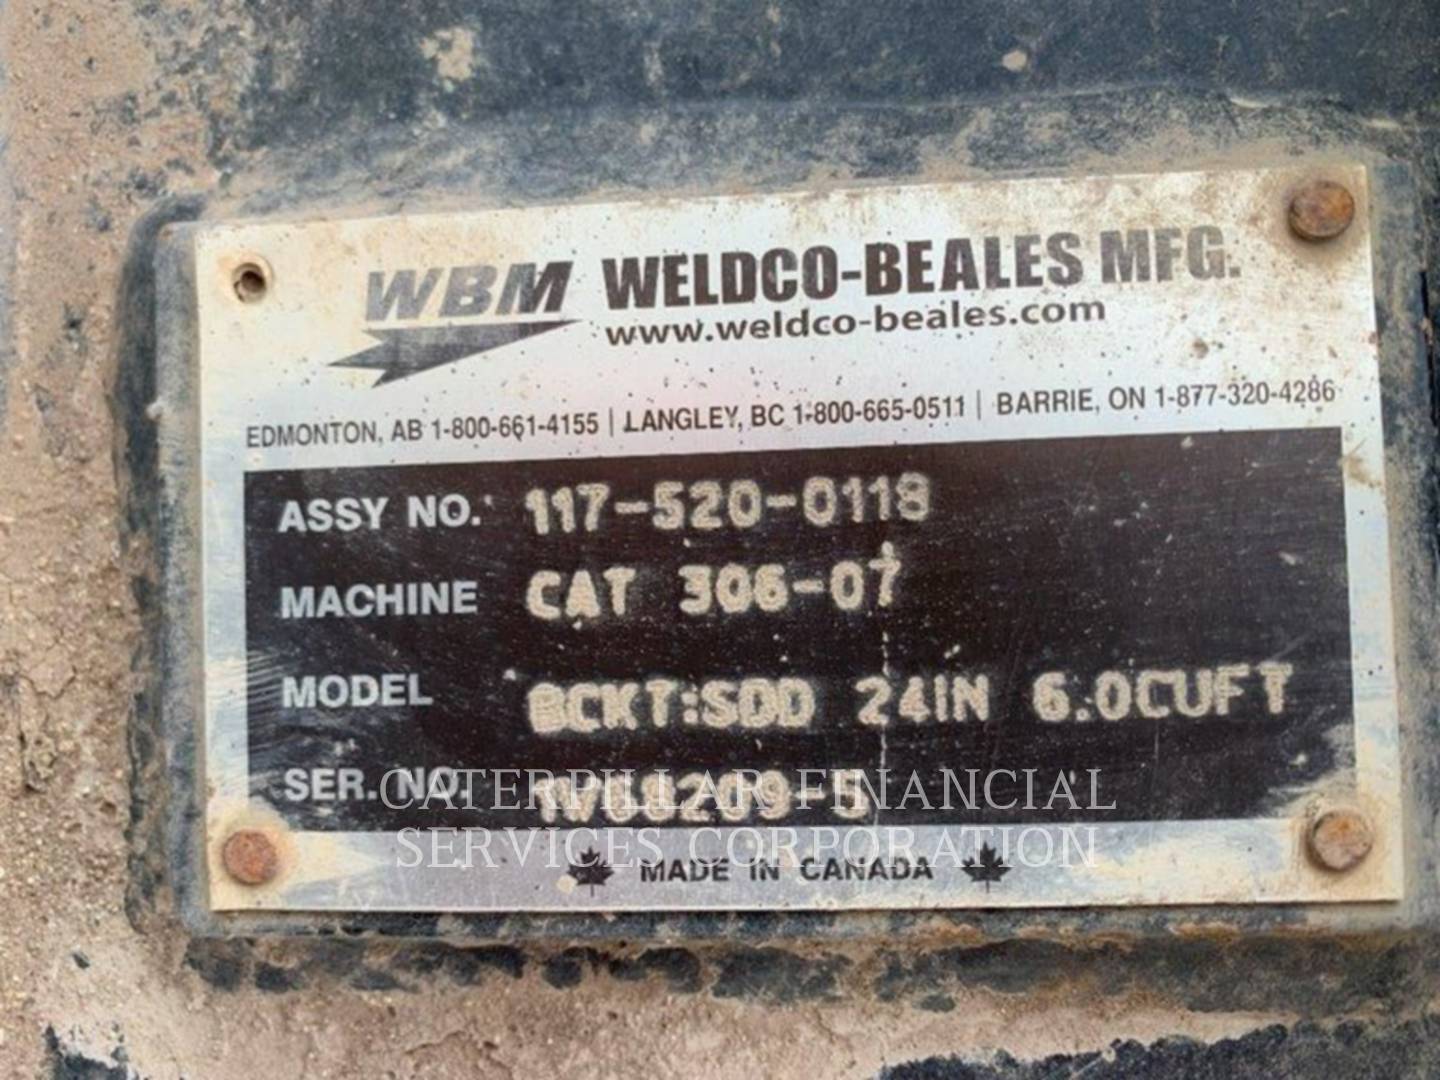 WBM WELDCO-BEALES MFG.
www.weldco-beales.com
EDMONTON, AB 1-800-661-4155 | LANGLEY, BC 1-800-665-0511 | BARRIE, ON 1-877-320-4286
ASSY NO. 117-520-0118
MACHINE CAT 306-07
MODEL BCKT:SDD 24IN 6.0CUFT
SER. NO.
CATERPILLAR FINANCIAL
SERVICES CORPORATION
MADE IN CANADA